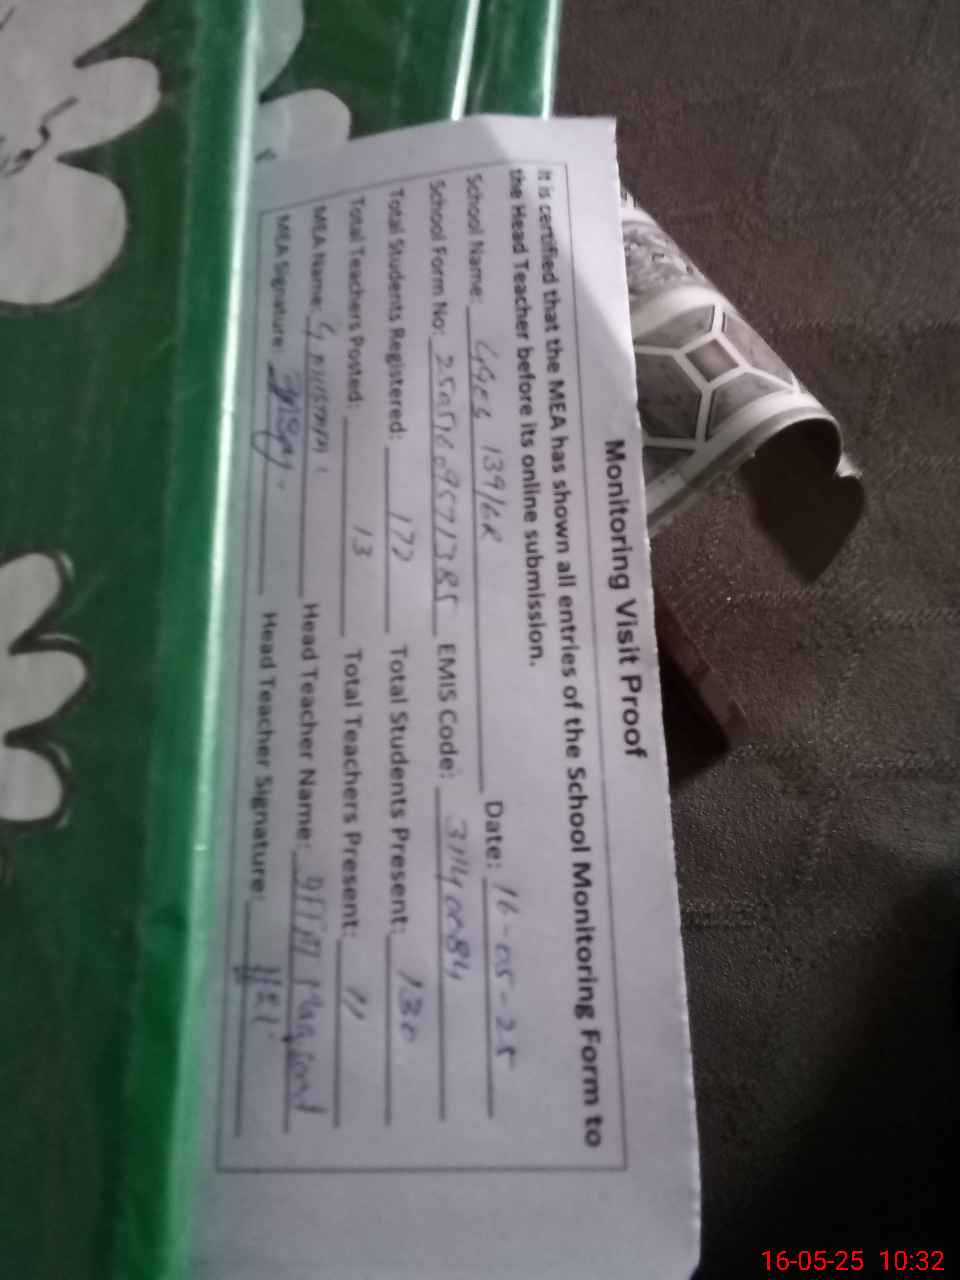 Monitoring Visit Proof
It is certified that the MEA has shown all entries of the School Monitoring Form to
the Head Teacher before its online submission.
School Name: 139/6R Date: 16-05-25
School Form No: EMIS Code:
Total Students Registered: 177 Total Students Present: 130
Total Teachers Posted: 13 Total Teachers Present: 11
MEA Name: Head Teacher Name:
MEA Signature: Head Teacher Signature:
16-05-25 10:32